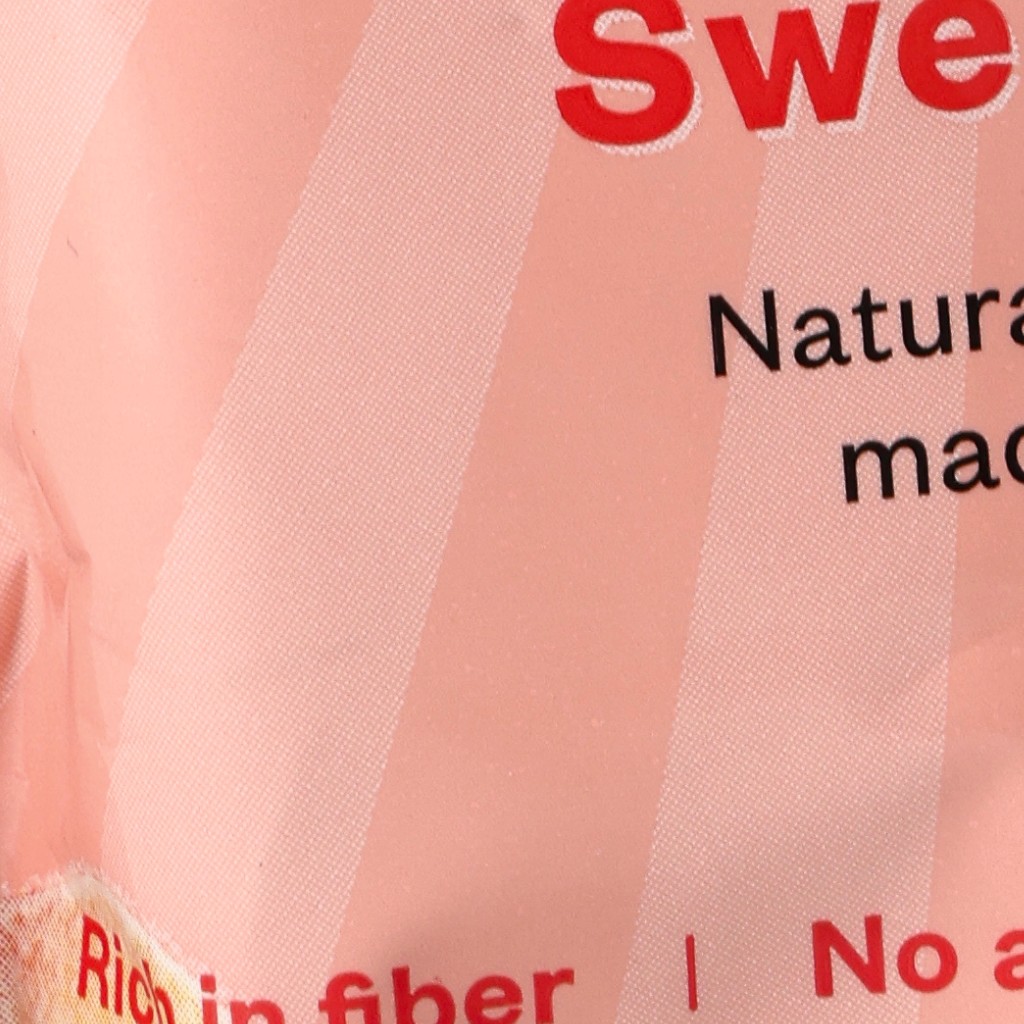 Swe
Natura
mad
Rich in fiber | No a